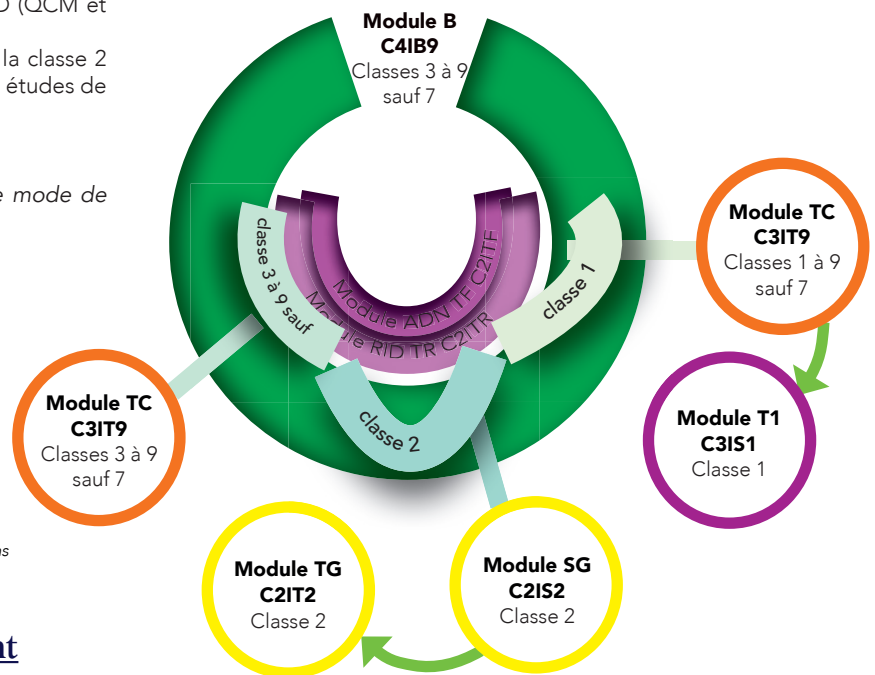 O (QCM et
la classe 2
études de
e mode de
ns
nt
Module B
C4IB9
Classes 3 à 9
sauf 7
classe 3 à 9 sauf
Module ADN TF C2ITF
Module RID TR C2ITR
classe 1
classe 2
Module TC
C3IT9
Classes 1 à 9
sauf 7
Module T1
C3IS1
Classe 1
Module TC
C3IT9
Classes 3 à 9
sauf 7
Module TG
C2IT2
Classe 2
Module SG
C2IS2
Classe 2